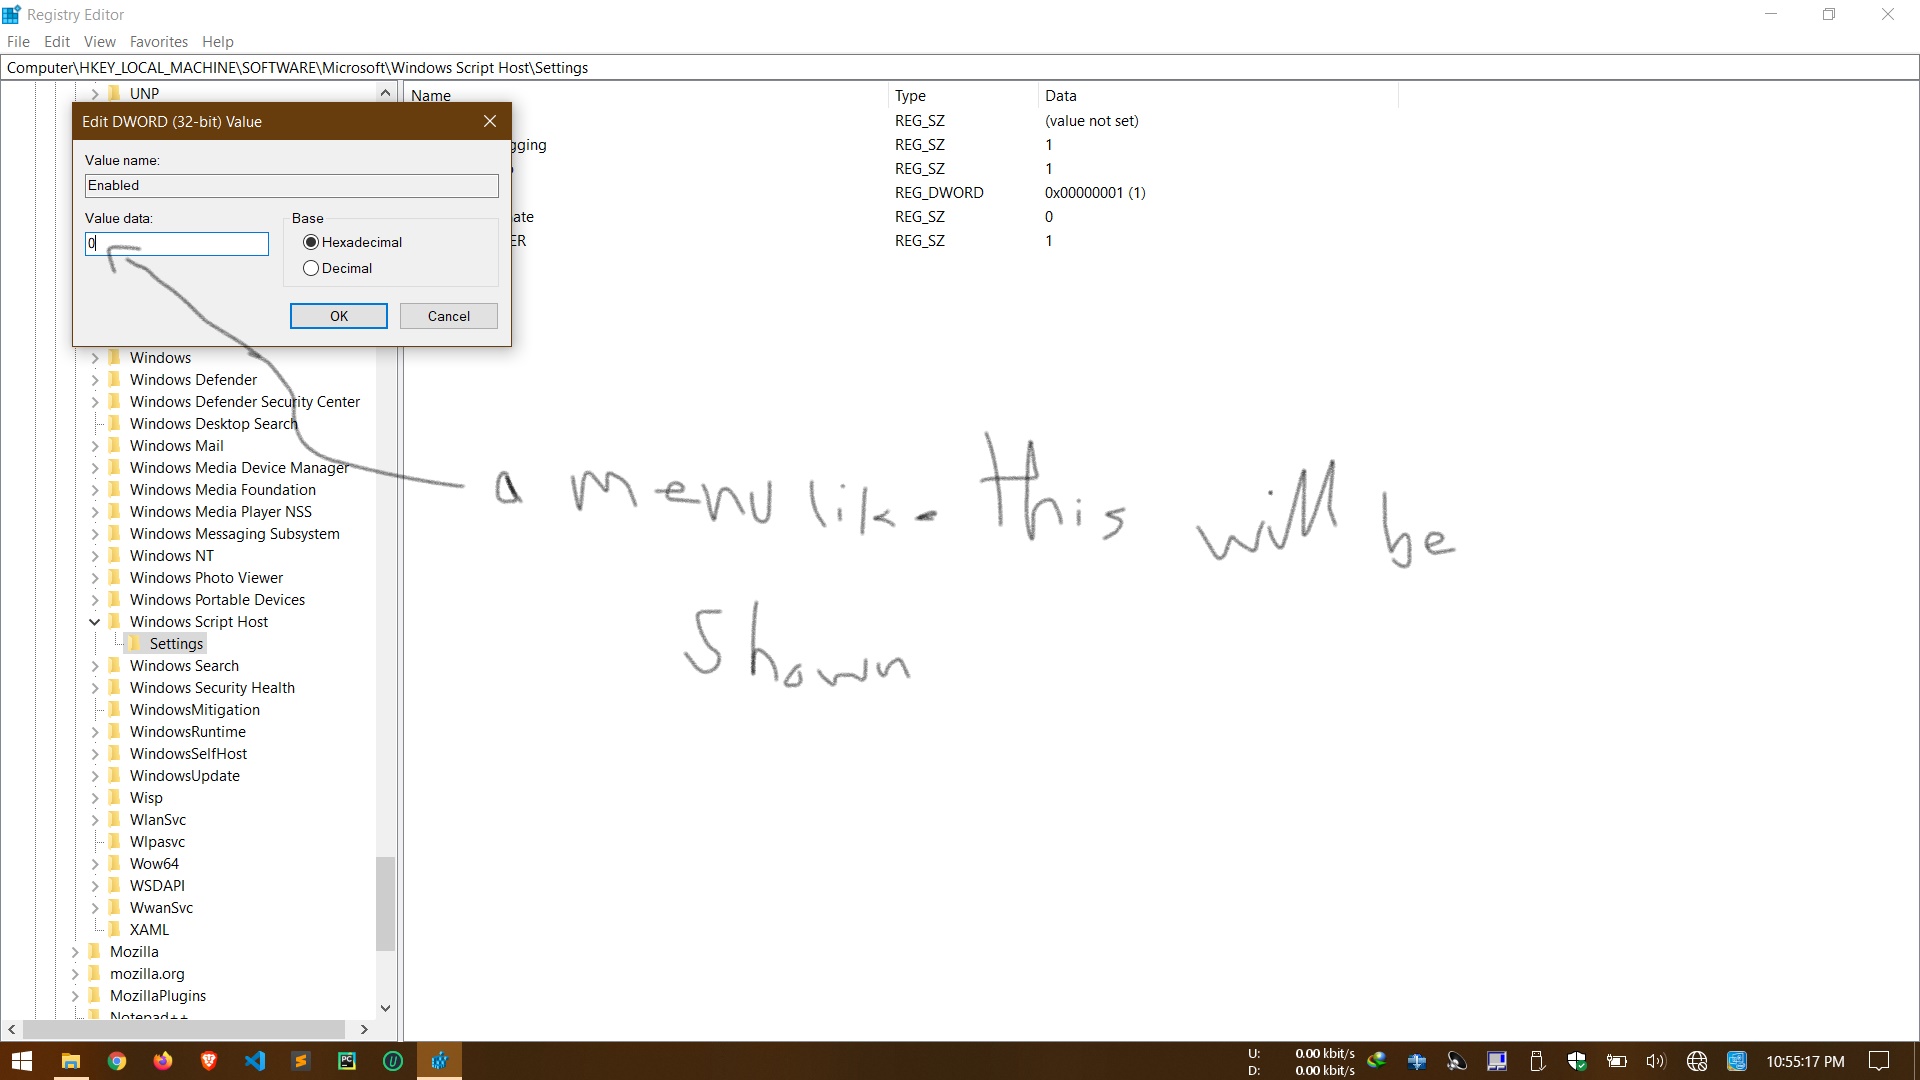 Registry Editor
File Edit View Favorites Help
Computer\HKEY_LOCAL_MACHINE\SOFTWARE\Microsoft\Windows Script Host\Settings
UNP
Name Type Data
Edit DWORD (32-bit) Value
REG_SZ (value not set)
gging REG_SZ 1
REG_SZ 1
REG_DWORD 0x00000001 (1)
ate REG_SZ 0
ER REG_SZ 1
Value name:
Enabled
Value data: Base
0 Hexadecimal
Decimal
OK Cancel
Windows
Windows Defender
Windows Defender Security Center
Windows Desktop Search
Windows Mail
Windows Media Device Manager
Windows Media Foundation
Windows Media Player NSS
Windows Messaging Subsystem
Windows NT
Windows Photo Viewer
Windows Portable Devices
Windows Script Host
Settings
Windows Search
Windows Security Health
WindowsMitigation
WindowsRuntime
WindowsSelfHost
WindowsUpdate
Wisp
WlanSvc
Wlpasvc
Wow64
WSDAPI
WwanSvc
XAML
Mozilla
mozilla.org
MozillaPlugins
Notepad++
a menu like this will be
shown
U: 0.00 kbit/s
D: 0.00 kbit/s
10:55:17 PM